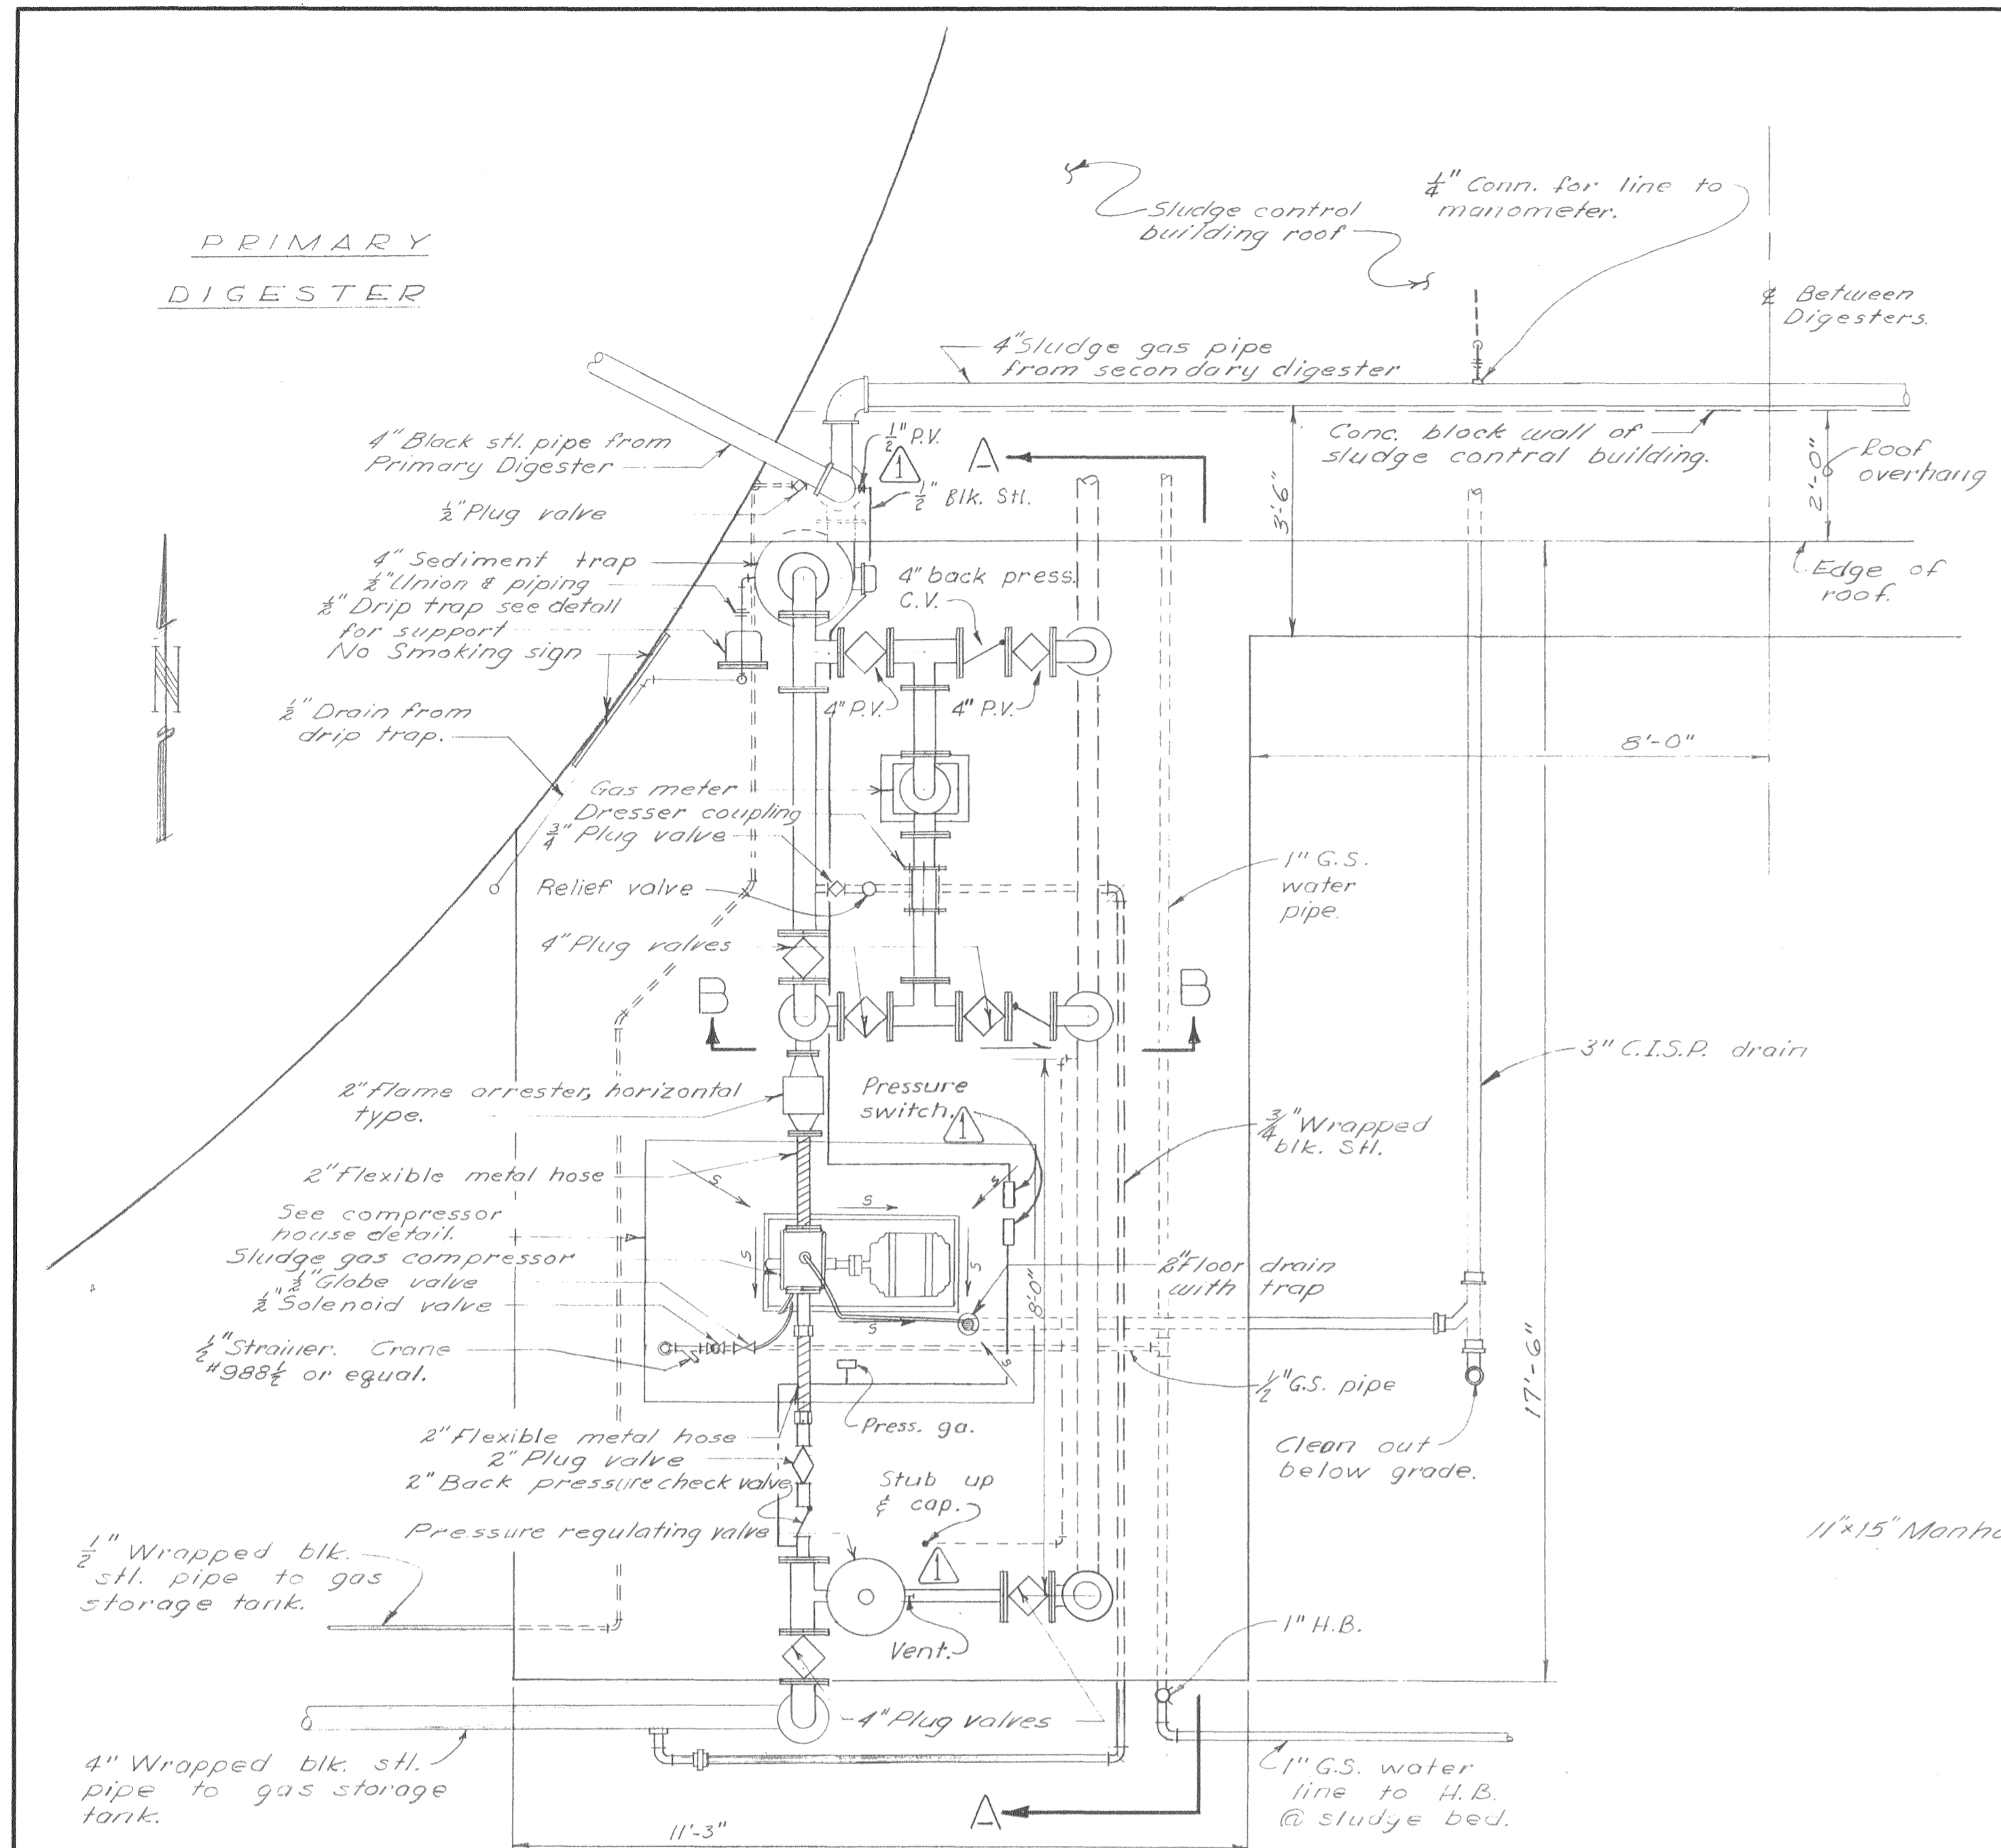 PRIMARY
DIGESTER
Sludge control
building roof
1/4" Conn. for line to
manometer.
℄ Between
Digesters.
4" Sludge gas pipe
from secondary digester
4" Black stl. pipe from
Primary Digester
1/2" P.V.
1
A
1/2" Blk. Stl.
Conc. block wall of
sludge control building.
Roof
overhang
2'-0"
3'-6"
1/2" Plug valve
4" Sediment trap
1/2" Union & piping
1/2" Drip trap see detail
for support
No Smoking sign
4" back press.
C.V.
Edge of
roof.
N
4" P.V.
4" P.V.
1/2" Drain from
drip trap.
8'-0"
Gas meter
Dresser coupling
3/4" Plug valve
Relief valve
1" G.S.
water
pipe.
4" Plug valves
B
B
3" C.I.S.P. drain
2" Flame arrester, horizontal
type.
Pressure
switch.
1
3/4" Wrapped
blk. Stl.
2" Flexible metal hose
S
S
S
See compressor
house detail.
Sludge gas compressor
1/2" Globe valve
1/2" Solenoid valve
S
S
8'-0"
2" Floor drain
with trap
S
1/2" Strainer. Crane
#988 1/2 or equal.
S
1/2" G.S. pipe
17'-6"
2" Flexible metal hose
Press. ga.
2" Plug valve
2" Back pressure check valve
Stub up
& cap.
Clean out
below grade.
Pressure regulating valve
11"x15" Manho
1/2" Wrapped blk.
stl. pipe to gas
storage tank.
1
Vent.
1" H.B.
4" Plug valves
4" Wrapped blk. stl.
pipe to gas storage
tank.
1" G.S. water
line to H.B.
@ sludge bed.
A
11'-3"